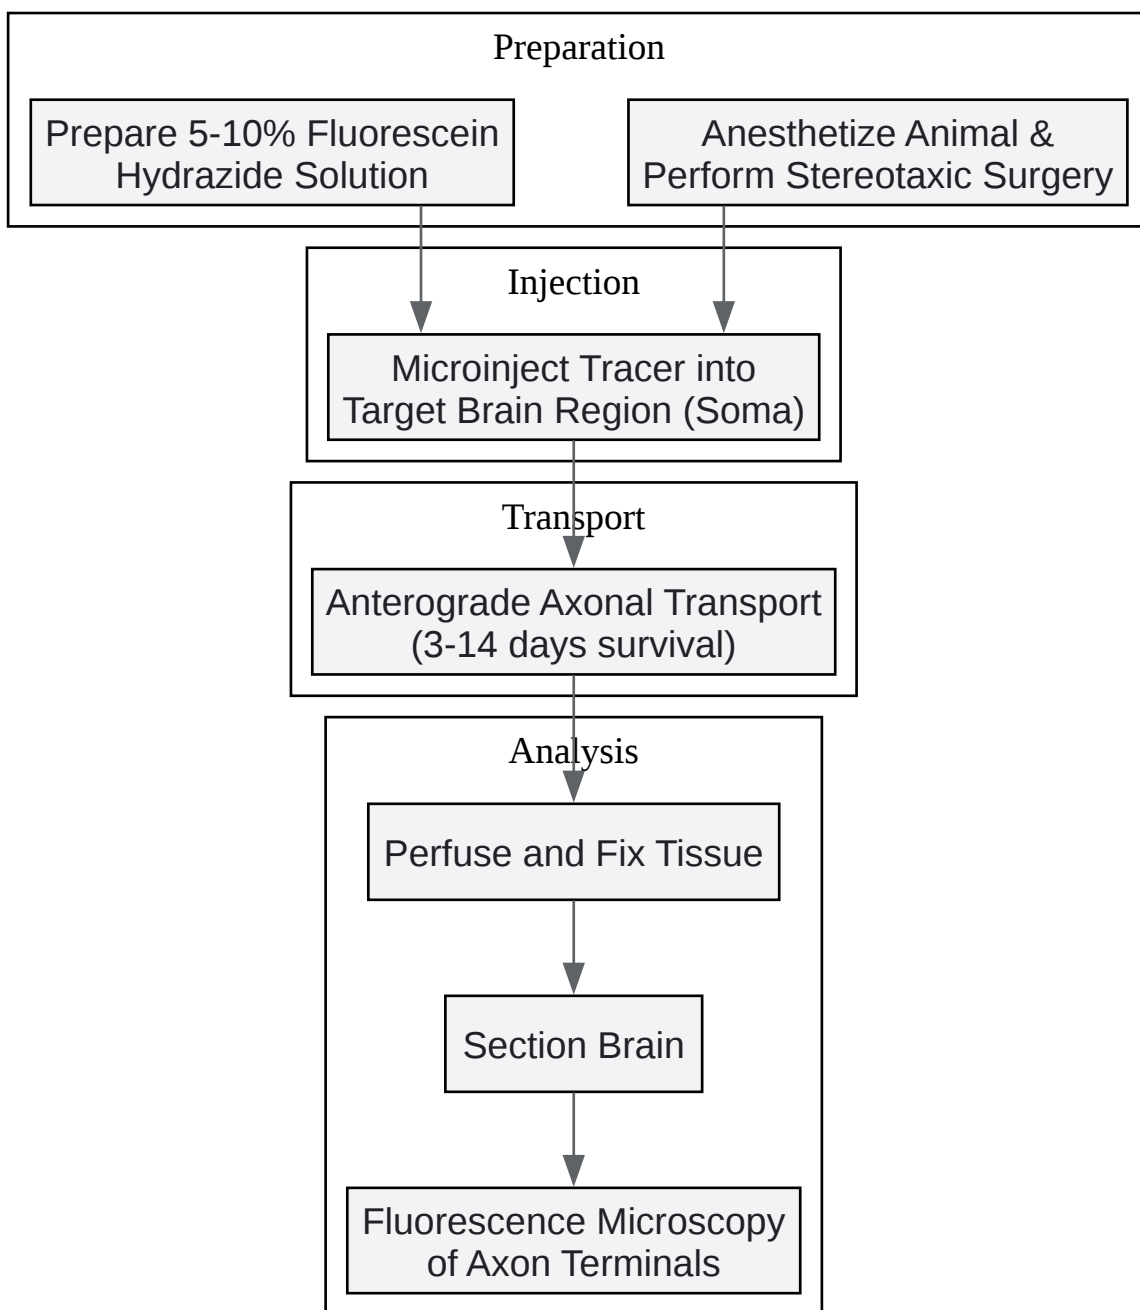 Preparation
Prepare 5-10% Fluorescein
Hydrazide Solution
Anesthetize Animal &
Perform Stereotaxic Surgery
Injection
Microinject Tracer into
Target Brain Region (Soma)
Transport
Anterograde Axonal Transport
(3-14 days survival)
Analysis
Perfuse and Fix Tissue
Section Brain
Fluorescence Microscopy
of Axon Terminals